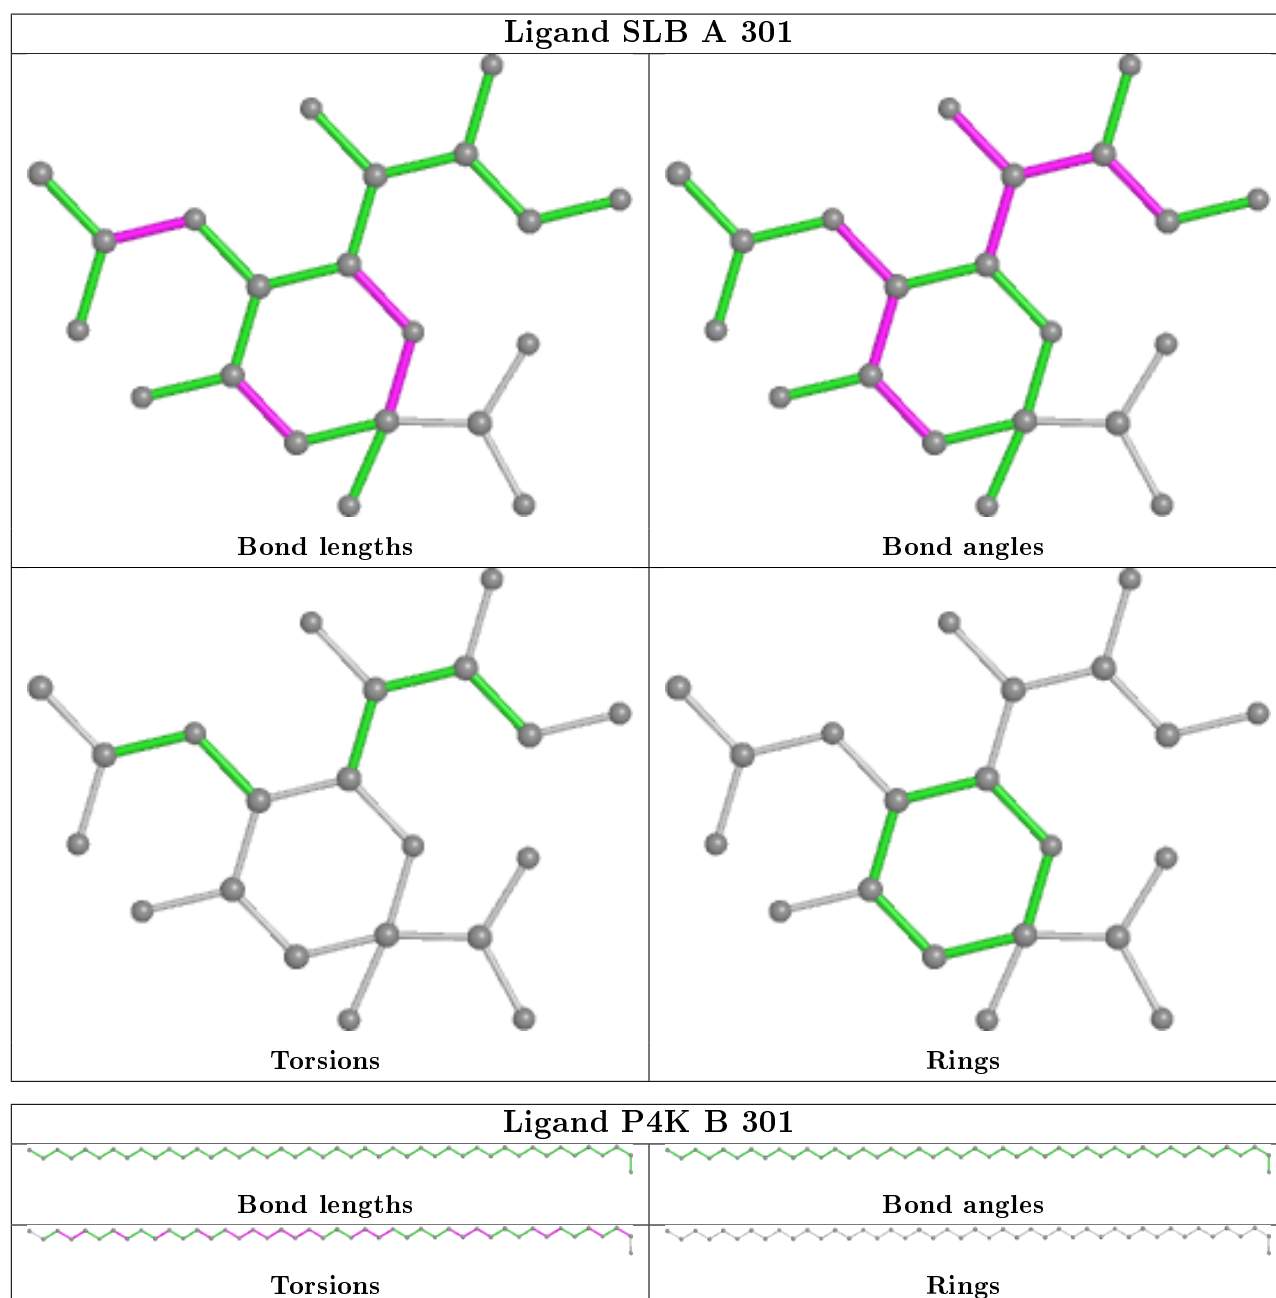 Ligand SLB A 301
Bond lengths
Bond angles
Torsions
Rings
Ligand P4K B 301
Bond lengths
Bond angles
Torsions
Rings